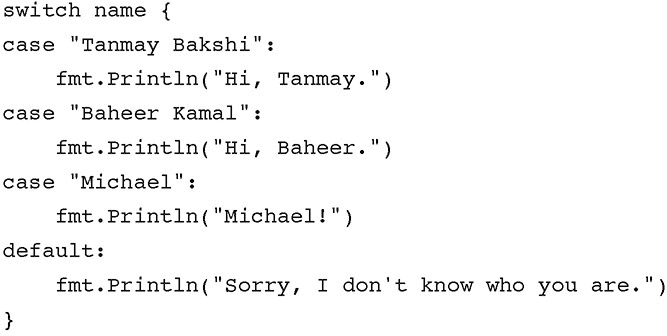 switch name {
case "Tanmay Bakshi":
    fmt.Println("Hi, Tanmay.")
case "Baheer Kamal":
    fmt.Println("Hi, Baheer.")
case "Michael":
    fmt.Println("Michael!")
default:
    fmt.Println("Sorry, I don't know who you are.")
}